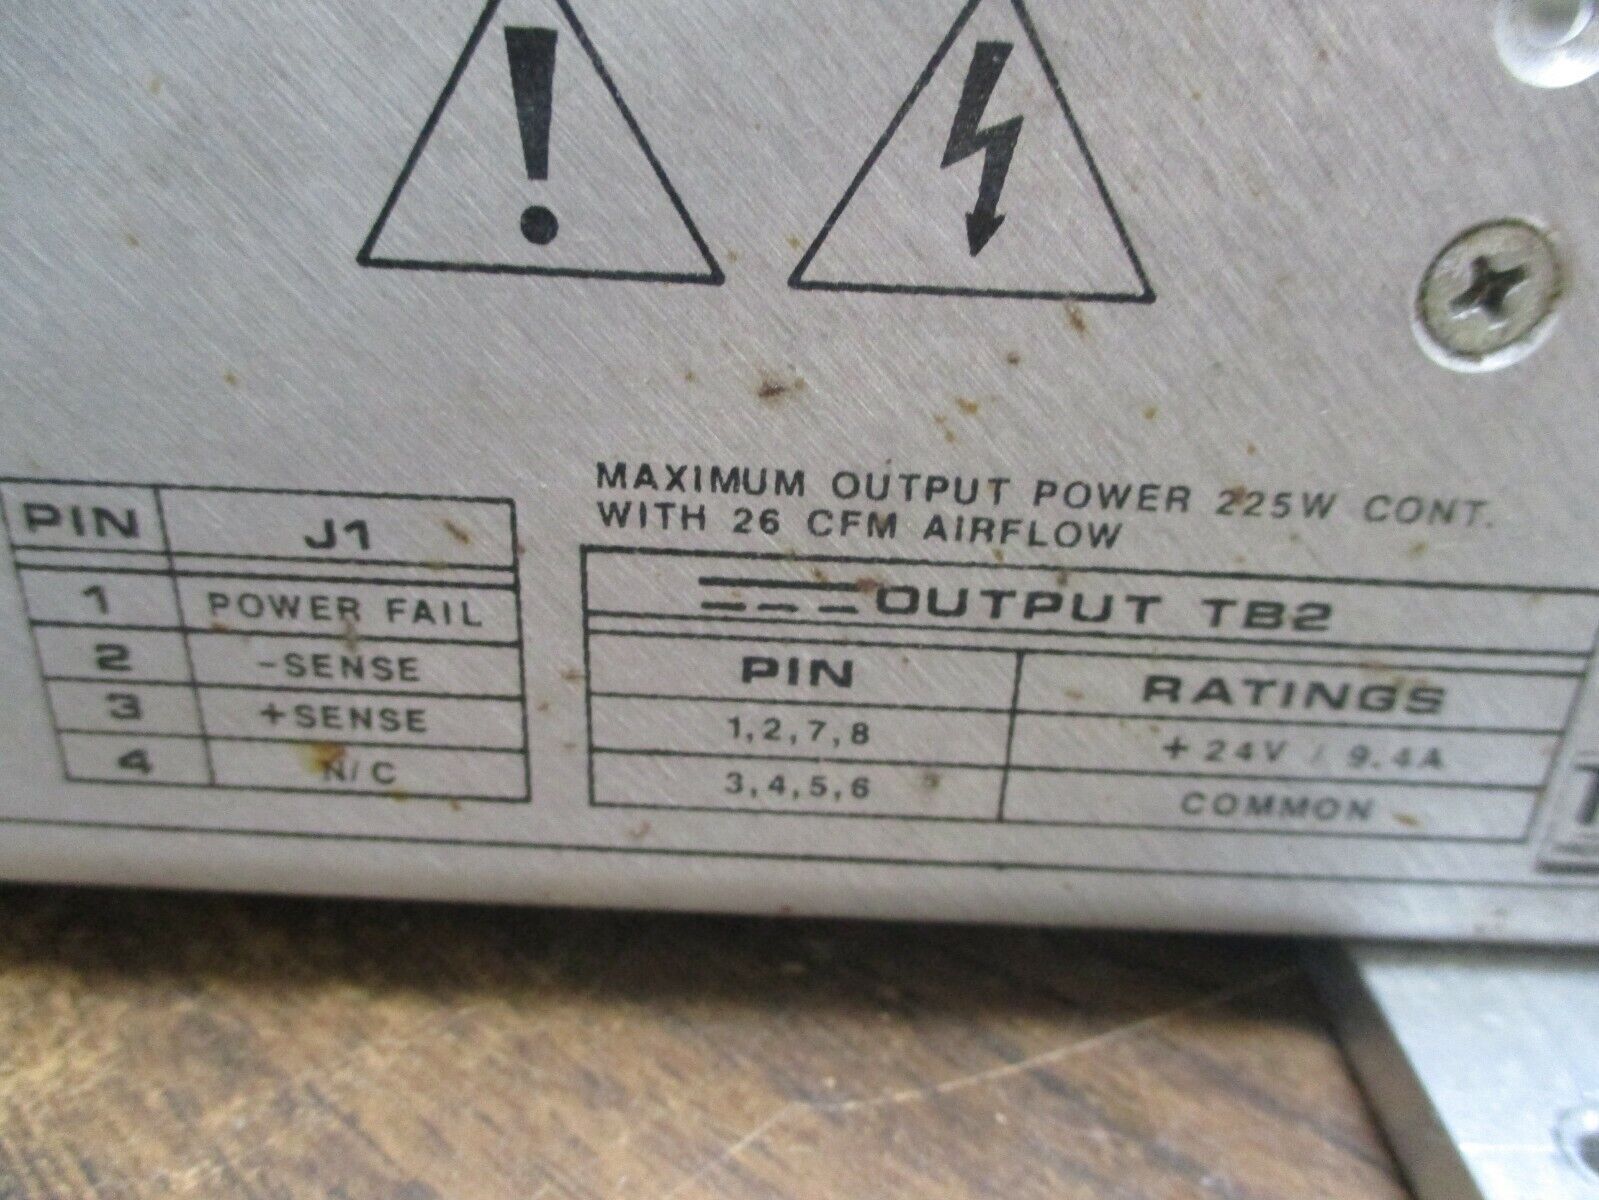 PIN J1
1 POWER FAIL
2 -SENSE
3 +SENSE
4 N/C
MAXIMUM OUTPUT POWER 225W CONT.
WITH 26 CFM AIRFLOW
OUTPUT TB2
PIN RATINGS
1,2,7,8 +24V / 9.4A
3,4,5,6 COMMON